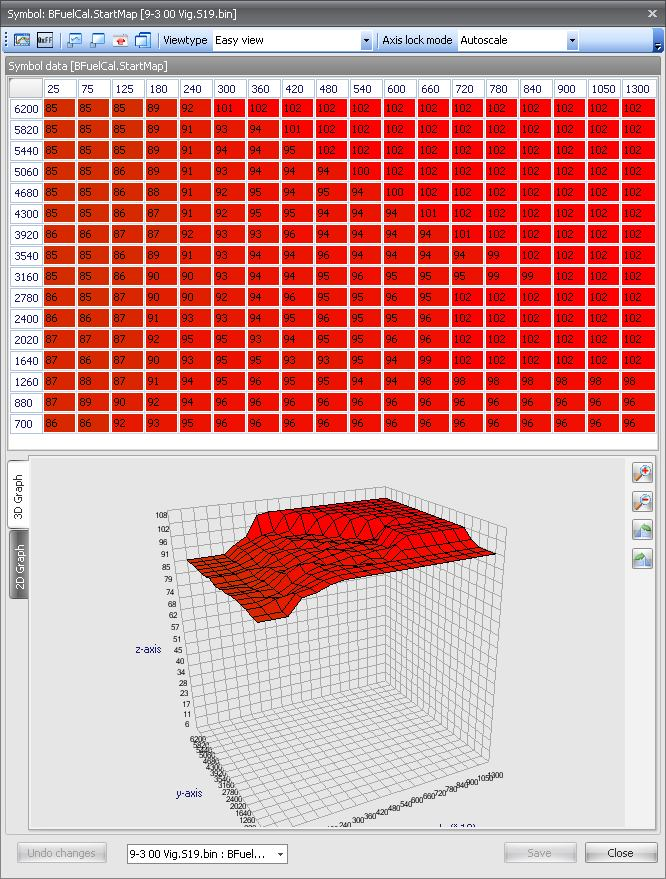 Symbol: BFuelCal.StartMap [9-3 00 Vig.S19.bin]
0xFF Viewtype Easy view Axis lock mode Autoscale
Symbol data [BFuelCal.StartMap]
25 75 125 180 240 300 360 420 480 540 600 660 720 780 840 900 1050 1300
6200 85 85 85 89 92 101 102 102 102 102 102 102 102 102 102 102 102 102
5820 85 85 85 89 91 93 94 101 102 102 102 102 102 102 102 102 102 102
5440 85 85 85 89 91 94 94 95 102 102 102 102 102 102 102 102 102 102
5060 85 85 86 89 91 93 94 94 94 100 102 102 102 102 102 102 102 102
4680 85 85 86 88 91 92 95 94 95 94 100 102 102 102 102 102 102 102
4300 85 85 86 87 91 92 95 95 94 94 94 101 102 102 102 102 102 102
3920 86 86 87 87 92 93 93 96 94 94 94 94 101 102 102 102 102 102
3540 85 85 86 89 91 93 94 94 96 95 94 94 94 99 102 102 102 102
3160 85 85 86 90 90 93 94 94 95 96 95 95 95 99 99 102 102 102
2780 86 85 87 90 90 92 94 96 95 95 96 95 102 102 102 102 102 102
2400 86 86 87 91 93 93 94 95 96 95 95 96 102 102 102 102 102 102
2020 87 87 87 92 95 95 93 94 95 95 96 96 102 102 102 102 102 102
1640 87 86 87 90 93 95 95 93 93 95 94 99 102 102 102 102 102 102
1260 87 88 87 91 94 95 95 96 95 95 94 98 98 98 98 98 98 98
880 87 89 90 92 94 96 96 96 96 96 96 96 96 96 96 96 96 96
700 86 86 92 93 95 96 96 96 96 96 96 96 96 96 96 96 96 96
3D Graph
2D Graph
108
102
96
91
85
79
74
68
62
57
51
45
40
34
28
23
17
11
6
z-axis
6200
5820
5440
5060
4680
4300
3920
3540
3160
2780
2400
2020
1640
1260
y-axis
240 300 360 420 480 540 600 660 720 780 840 900 1050 1300
Undo changes 9-3 00 Vig.S19.bin : BFuel... Save Close